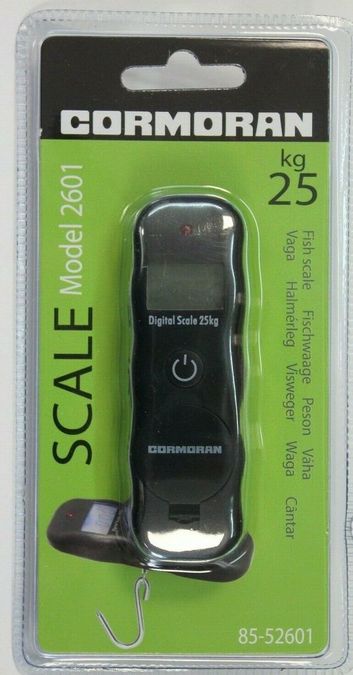 CORMORAN
kg
25
SCALE Model 2601
Fish scale Fischwaage Peson Váha
Vaga Halmérleg Visweger Waga Cântar
Digital Scale 25kg
CORMORAN
85-52601